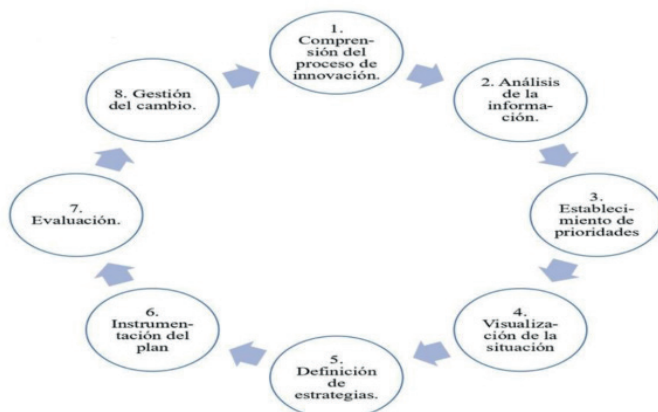 1.
Compren-
sión del
proceso de
innovación.
2. Análisis
de la
informa-
ción.
3.
Estableci-
miento de
prioridades
4.
Visualiza-
ción de la
situación
5.
Definición
de
estrategias.
6.
Instrumen-
tación del
plan
7.
Evaluación.
8. Gestión
del cambio.